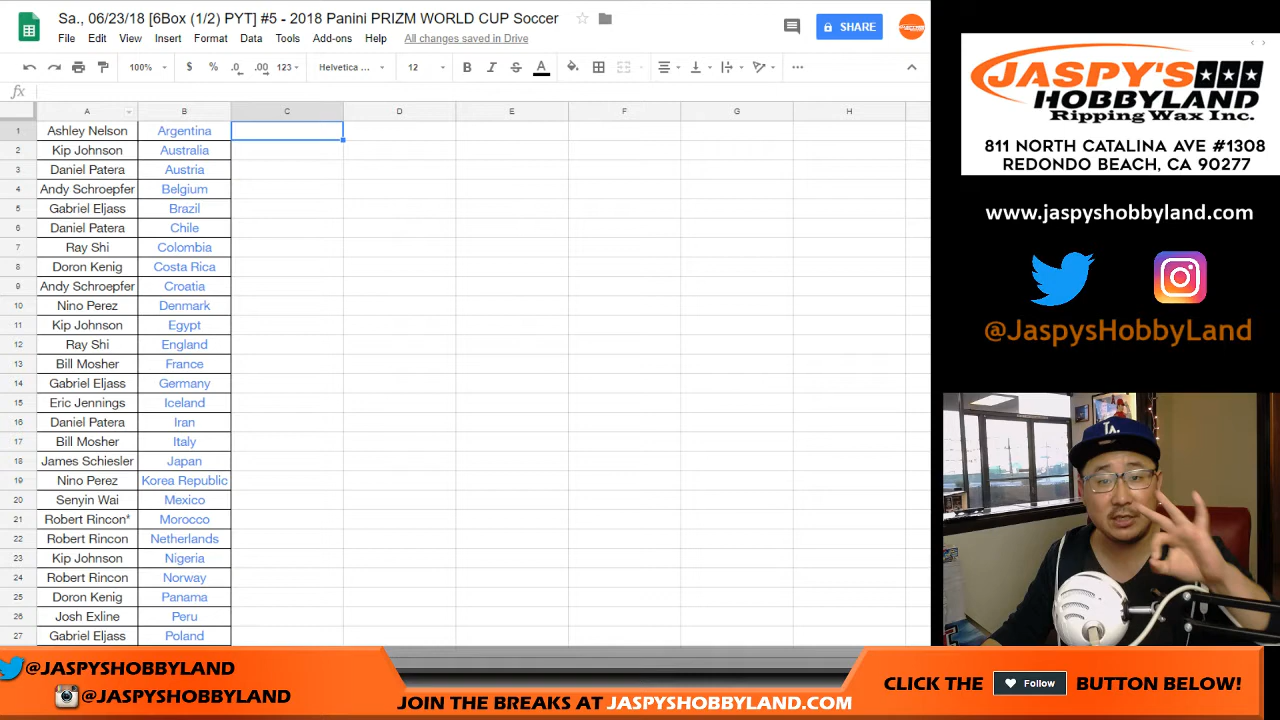 Sa., 06/23/18 [6Box (1/2) PYT] #5 - 2018 Panini PRIZM WORLD CUP Soccer
File Edit View Insert Format Data Tools Add-ons Help All changes saved in Drive
SHARE
100% $ % .0 .00 123 Helvetica ... 12 B I S A
fx
A B C D E F G H
1 Ashley Nelson Argentina
2 Kip Johnson Australia
3 Daniel Patera Austria
4 Andy Schroepfer Belgium
5 Gabriel Eljass Brazil
6 Daniel Patera Chile
7 Ray Shi Colombia
8 Doron Kenig Costa Rica
9 Andy Schroepfer Croatia
10 Nino Perez Denmark
11 Kip Johnson Egypt
12 Ray Shi England
13 Bill Mosher France
14 Gabriel Eljass Germany
15 Eric Jennings Iceland
16 Daniel Patera Iran
17 Bill Mosher Italy
18 James Schiesler Japan
19 Nino Perez Korea Republic
20 Senyin Wai Mexico
21 Robert Rincon* Morocco
22 Robert Rincon Netherlands
23 Kip Johnson Nigeria
24 Robert Rincon Norway
25 Doron Kenig Panama
26 Josh Exline Peru
27 Gabriel Eljass Poland
JASPY'S
HOBBYLAND
Ripping Wax Inc.
811 NORTH CATALINA AVE #1308
REDONDO BEACH, CA 90277
www.jaspyshobbyland.com
@JaspysHobbyLand
LA
@JASPYSHOBBYLAND
@JASPYSHOBBYLAND
JOIN THE BREAKS AT JASPYSHOBBYLAND.COM
CLICK THE Follow BUTTON BELOW!